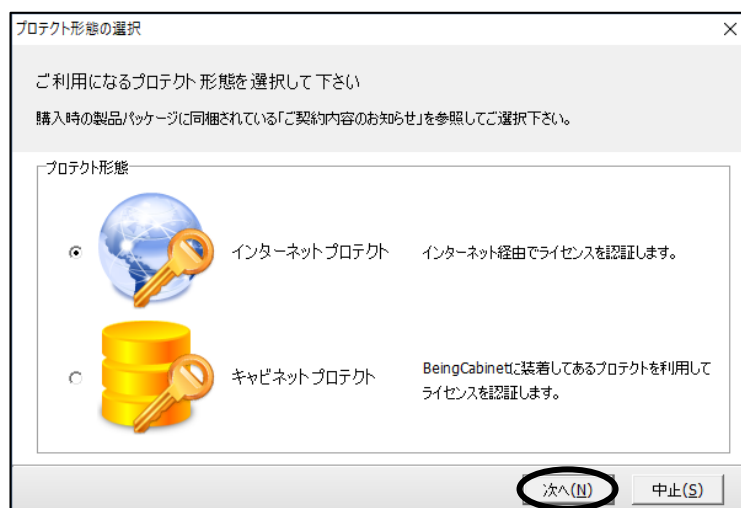 プロテクト形態の選択
ご利用になるプロテクト形態を選択して下さい
購入時の製品パッケージに同梱されている「ご契約内容のお知らせ」を参照してご選択下さい。
プロテクト形態
インターネットプロテクト
インターネット経由でライセンスを認証します。
キャビネットプロテクト
BeingCabinetに装着してあるプロテクトを利用して
ライセンスを認証します。
次へ(N)
中止(S)